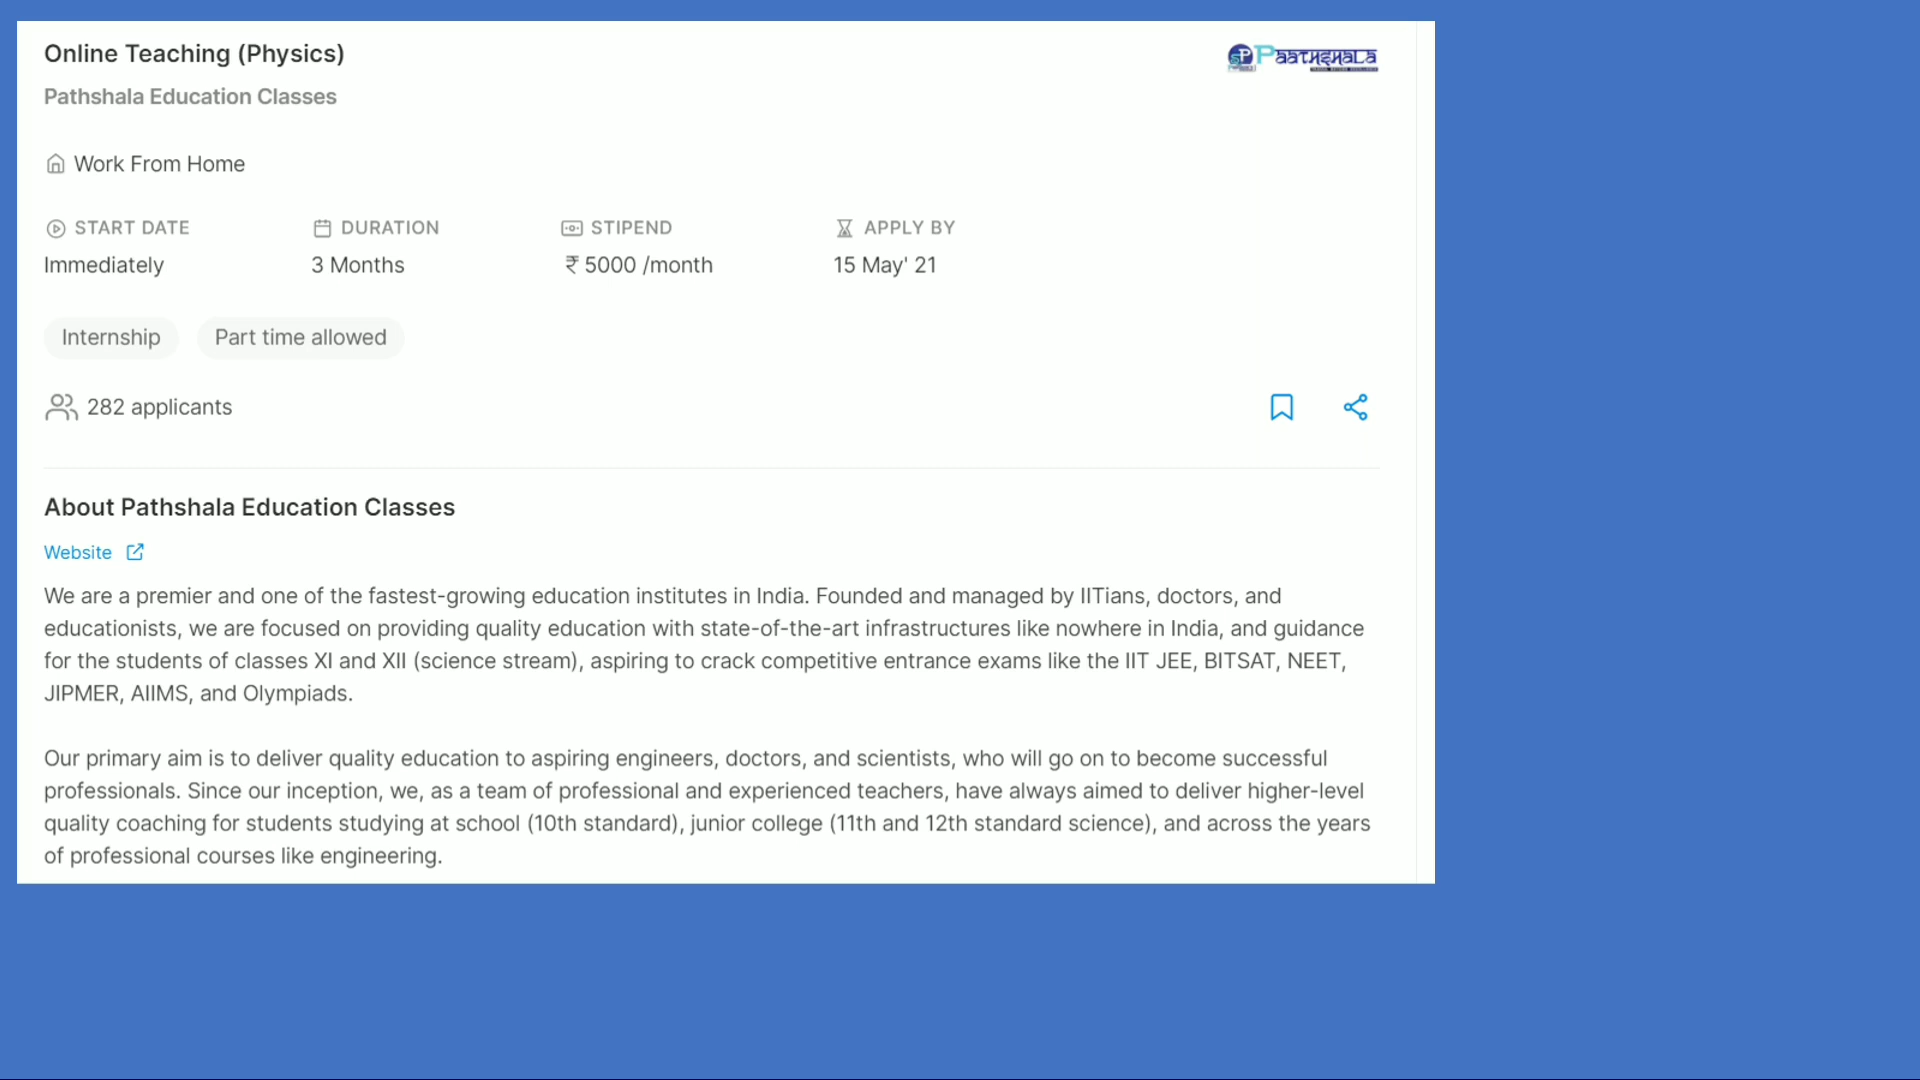 Online Teaching (Physics)
PAATHSHALA
Pathshala Education Classes
Work From Home
START DATE DURATION STIPEND APPLY BY
Immediately 3 Months ₹ 5000 /month 15 May' 21
Internship Part time allowed
282 applicants
About Pathshala Education Classes
Website
We are a premier and one of the fastest-growing education institutes in India. Founded and managed by IITians, doctors, and
educationists, we are focused on providing quality education with state-of-the-art infrastructures like nowhere in India, and guidance
for the students of classes XI and XII (science stream), aspiring to crack competitive entrance exams like the IIT JEE, BITSAT, NEET,
JIPMER, AIIMS, and Olympiads.
Our primary aim is to deliver quality education to aspiring engineers, doctors, and scientists, who will go on to become successful
professionals. Since our inception, we, as a team of professional and experienced teachers, have always aimed to deliver higher-level
quality coaching for students studying at school (10th standard), junior college (11th and 12th standard science), and across the years
of professional courses like engineering.